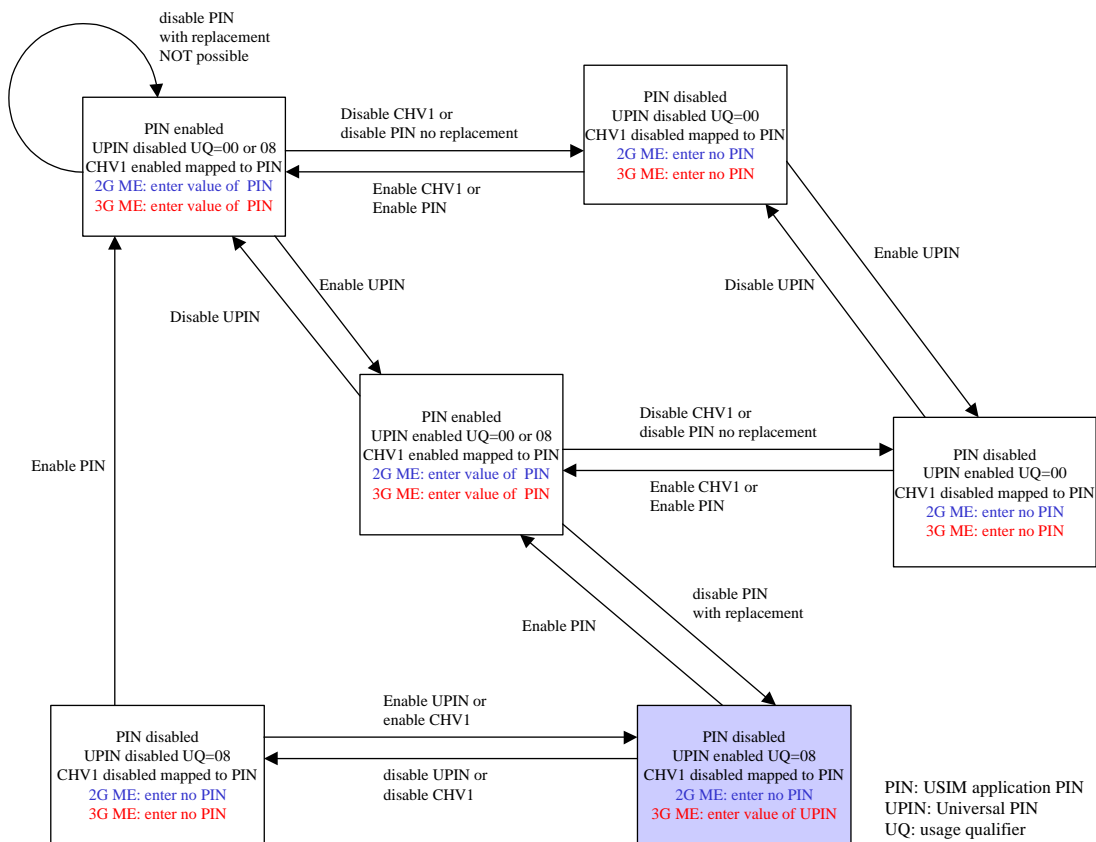 disable PIN
with replacement
NOT possible
PIN enabled
UPIN disabled UQ=00 or 08
CHV1 enabled mapped to PIN
2G ME: enter value of PIN
3G ME: enter value of PIN
Disable CHV1 or
disable PIN no replacement
Enable CHV1 or
Enable PIN
PIN disabled
UPIN disabled UQ=00
CHV1 disabled mapped to PIN
2G ME: enter no PIN
3G ME: enter no PIN
Enable UPIN
Disable UPIN
Enable UPIN
Disable UPIN
PIN enabled
UPIN enabled UQ=00 or 08
CHV1 enabled mapped to PIN
2G ME: enter value of PIN
3G ME: enter value of PIN
Disable CHV1 or
disable PIN no replacement
Enable CHV1 or
Enable PIN
PIN disabled
UPIN enabled UQ=00
CHV1 disabled mapped to PIN
2G ME: enter no PIN
3G ME: enter no PIN
Enable PIN
disable PIN
with replacement
Enable PIN
PIN disabled
UPIN disabled UQ=08
CHV1 disabled mapped to PIN
2G ME: enter no PIN
3G ME: enter no PIN
Enable UPIN or
enable CHV1
disable UPIN or
disable CHV1
PIN disabled
UPIN enabled UQ=08
CHV1 disabled mapped to PIN
2G ME: enter no PIN
3G ME: enter value of UPIN
PIN: USIM application PIN
UPIN: Universal PIN
UQ: usage qualifier